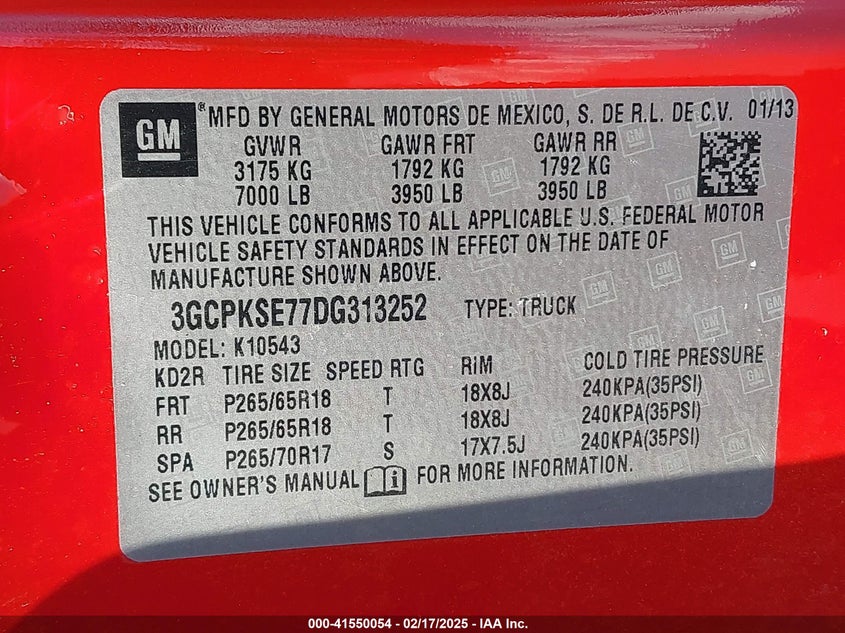 GM ® MFD BY GENERAL MOTORS DE MEXICO, S. DE R.L. DE C.V. 01/13
GVWR GAWR FRT GAWR RR
3175 KG 1792 KG 1792 KG
7000 LB 3950 LB 3950 LB
THIS VEHICLE CONFORMS TO ALL APPLICABLE U.S. FEDERAL MOTOR
VEHICLE SAFETY STANDARDS IN EFFECT ON THE DATE OF
MANUFACTURE SHOWN ABOVE.
3GCPKSE77DG313252 TYPE: TRUCK
MODEL: K10543
KD2R TIRE SIZE SPEED RTG RIM COLD TIRE PRESSURE
FRT P265/65R18 T 18X8J 240KPA(35PSI)
RR P265/65R18 T 18X8J 240KPA(35PSI)
SPA P265/70R17 S 17X7.5J 240KPA(35PSI)
SEE OWNER'S MANUAL i FOR MORE INFORMATION.
000-41550054 - 02/17/2025 - IAA Inc.